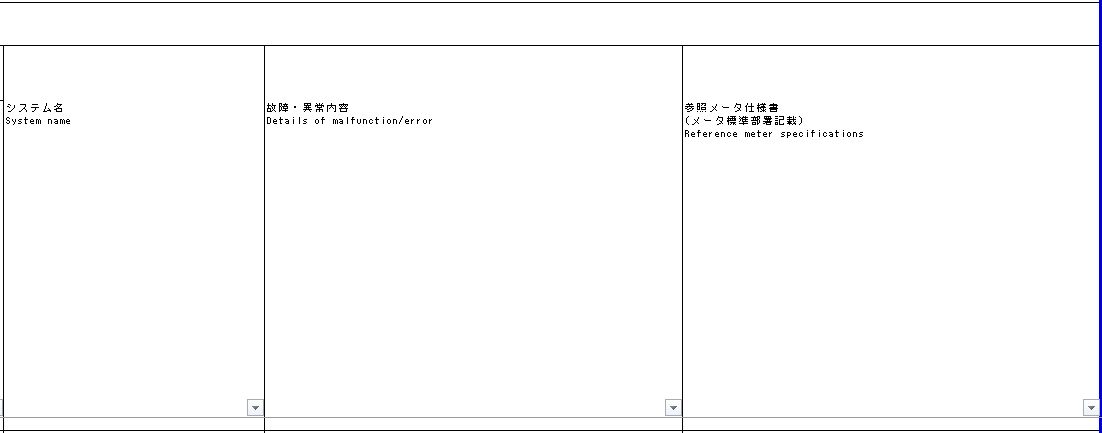 システム名
System name
故障・異常内容
Details of malfunction/error
参照メータ仕様書
(メータ標準部署記載)
Reference meter specifications